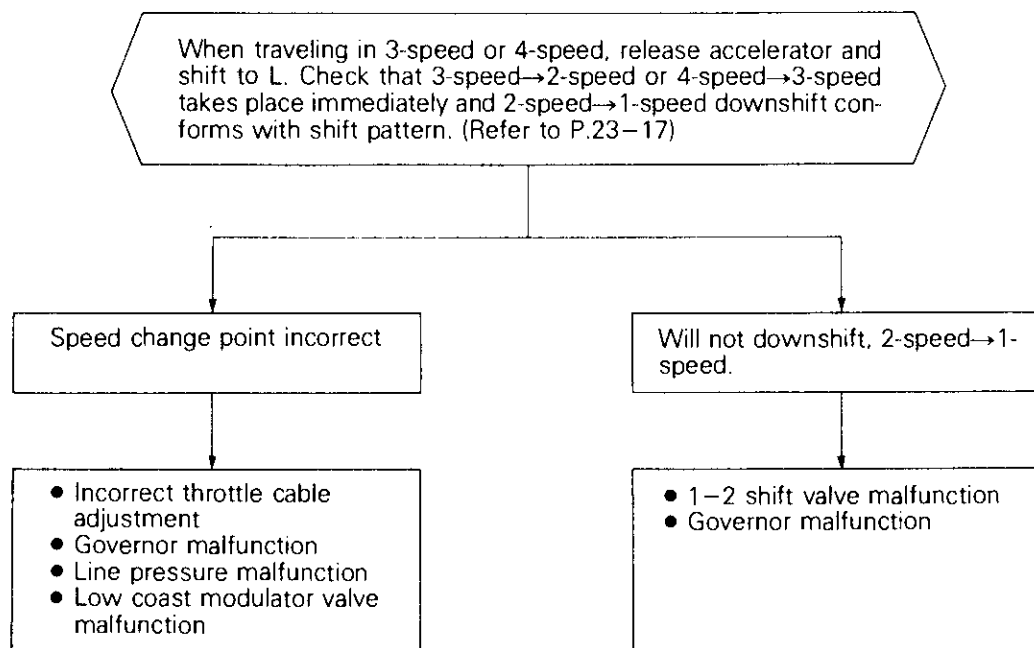 When traveling in 3-speed or 4-speed, release accelerator and
shift to L. Check that 3-speed→2-speed or 4-speed→3-speed
takes place immediately and 2-speed→1-speed downshift con-
forms with shift pattern. (Refer to P.23–17)
Speed change point incorrect
Will not downshift, 2-speed→1-
speed.
● Incorrect throttle cable
adjustment
● Governor malfunction
● Line pressure malfunction
● Low coast modulator valve
malfunction
● 1–2 shift valve malfunction
● Governor malfunction